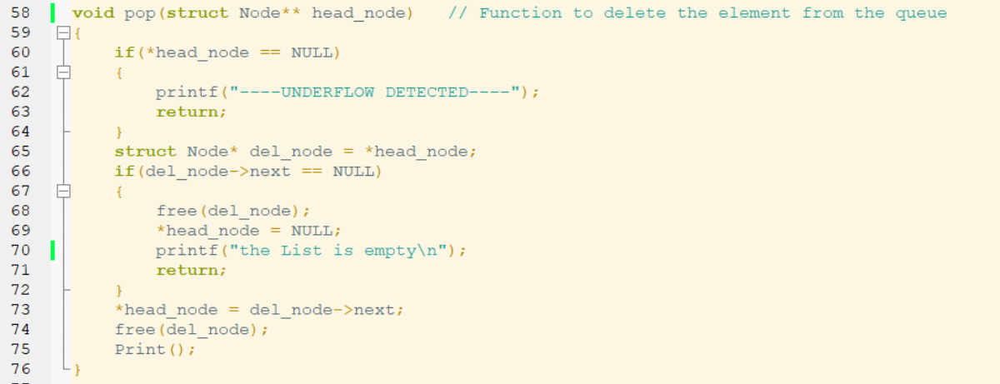 58 void pop(struct Node** head_node) // Function to delete the element from the queue
59 {
60 if(*head_node == NULL)
61 {
62 printf("----UNDERFLOW DETECTED----");
63 return;
64 }
65 struct Node* del_node = *head_node;
66 if(del_node->next == NULL)
67 {
68 free(del_node);
69 *head_node = NULL;
70 printf("the List is empty\n");
71 return;
72 }
73 *head_node = del_node->next;
74 free(del_node);
75 Print();
76 }